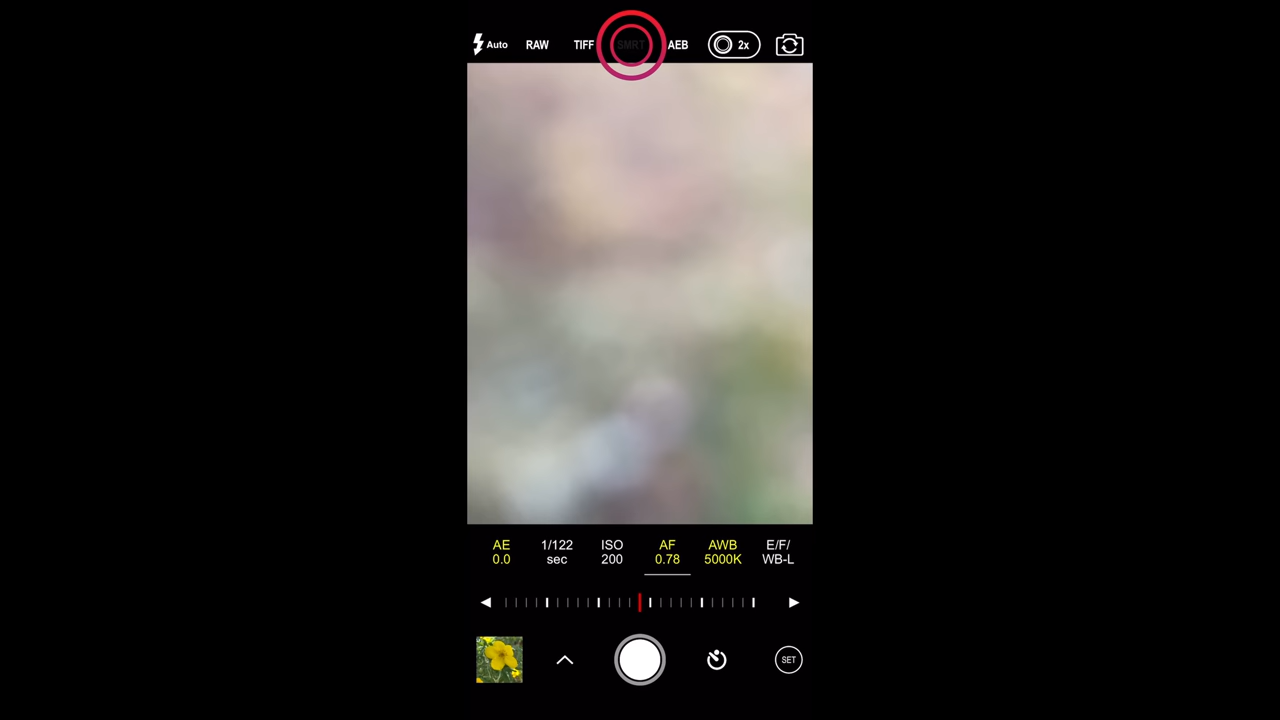 Auto RAW TIFF SMRT AEB 2x
AE 1/122 ISO AF AWB E/F/
0.0 sec 200 0.78 5000K WB-L
SET